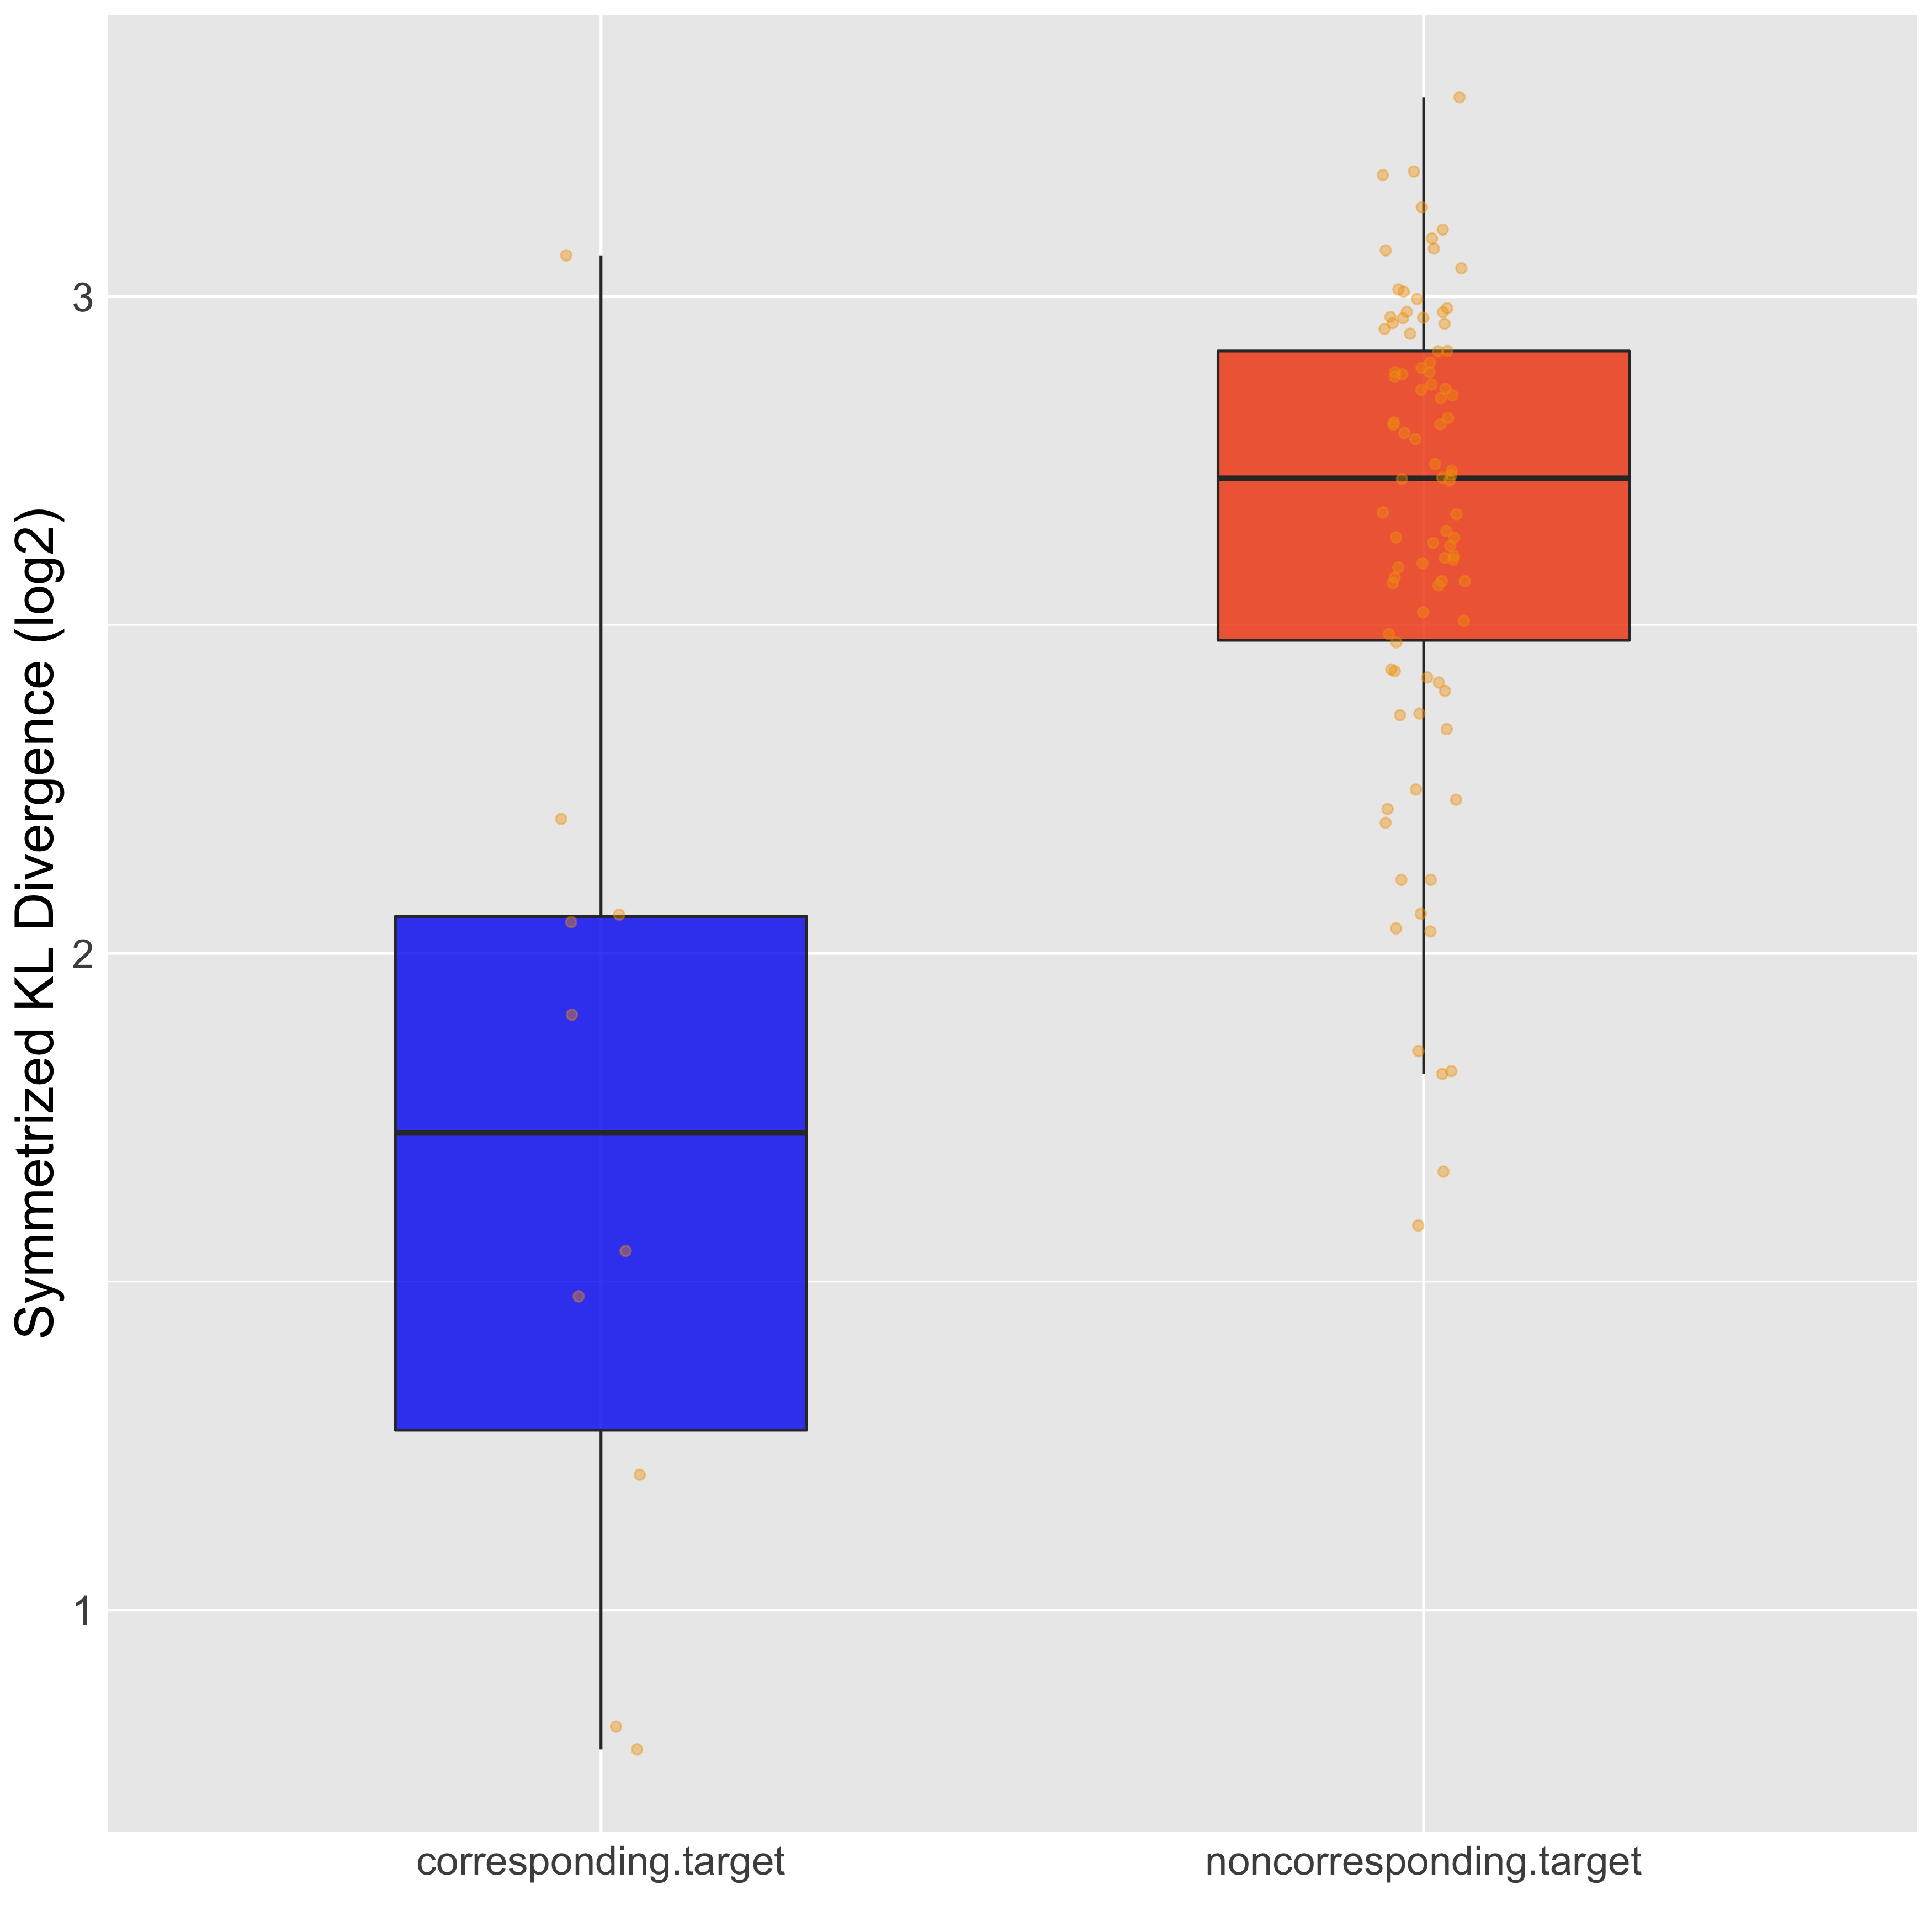 Symmetrized KL Divergence (log2)
3
2
1
corresponding.target
noncorresponding.target